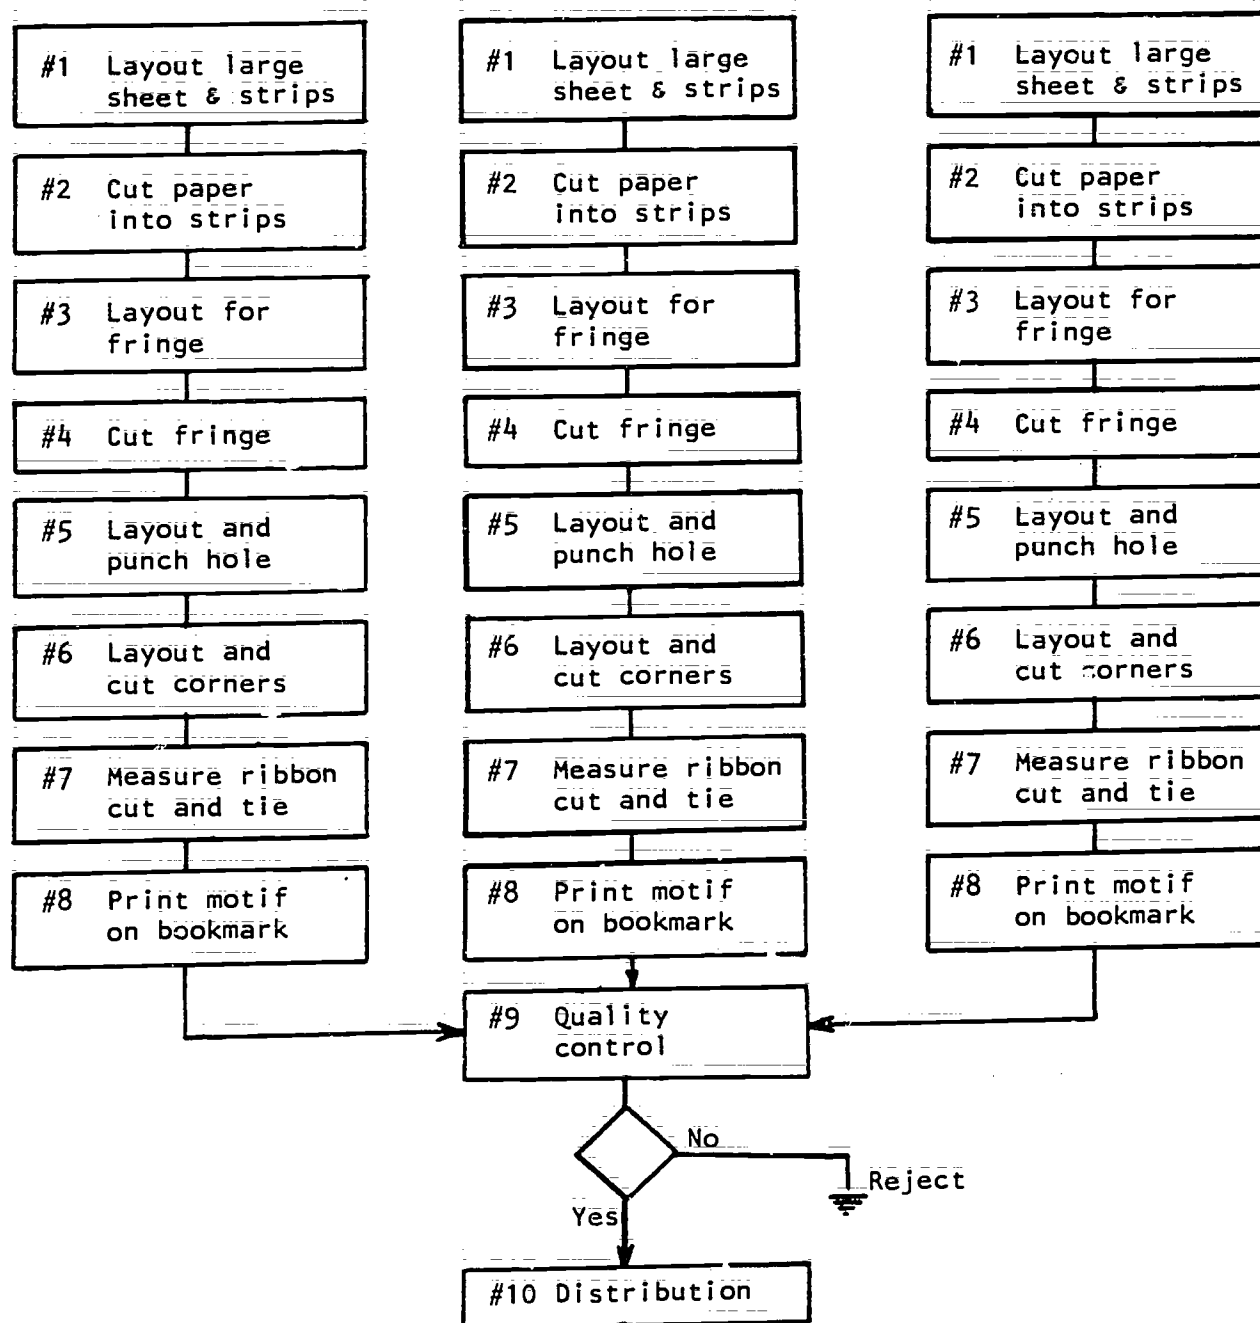 #1 Layout large
sheet & strips
#2 Cut paper
into strips
#3 Layout for
fringe
#4 Cut fringe
#5 Layout and
punch hole
#6 Layout and
cut corners
#7 Measure ribbon
cut and tie
#8 Print motif
on bookmark
#1 Layout large
sheet & strips
#2 Cut paper
into strips
#3 Layout for
fringe
#4 Cut fringe
#5 Layout and
punch hole
#6 Layout and
cut corners
#7 Measure ribbon
cut and tie
#8 Print motif
on bookmark
#1 Layout large
sheet & strips
#2 Cut paper
into strips
#3 Layout for
fringe
#4 Cut fringe
#5 Layout and
punch hole
#6 Layout and
cut corners
#7 Measure ribbon
cut and tie
#8 Print motif
on bookmark
#9 Quality
control
No
Reject
Yes
#10 Distribution